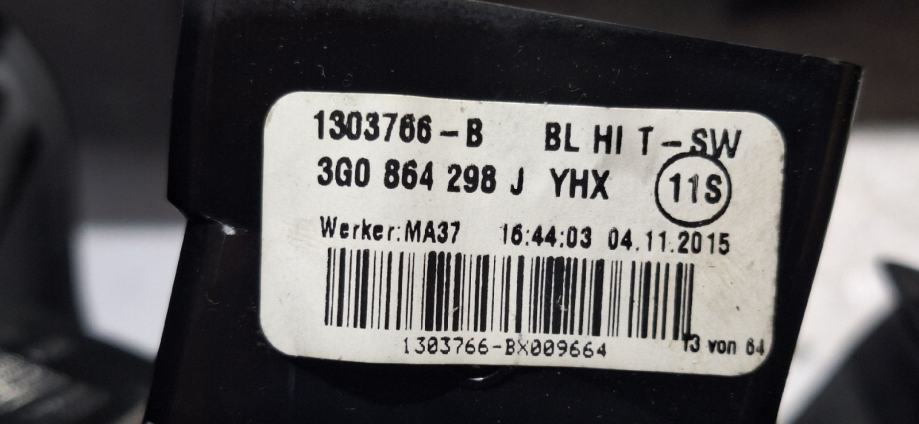 1303766-B BL HI T-SW
3G0 864 298 J YHX 11S
Werker:MA37 16:44:03 04.11.2015
1303766-BX009664
13 von 64